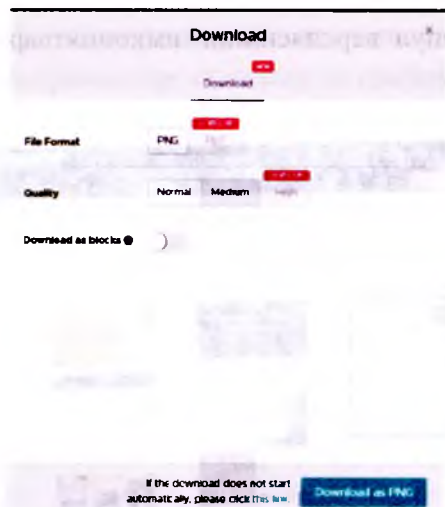 Download
Download
File Format
PNG
Quality
Normal
Medium
Download as blocks
If the download does not start
automatically, please click this link.
Download as PNG